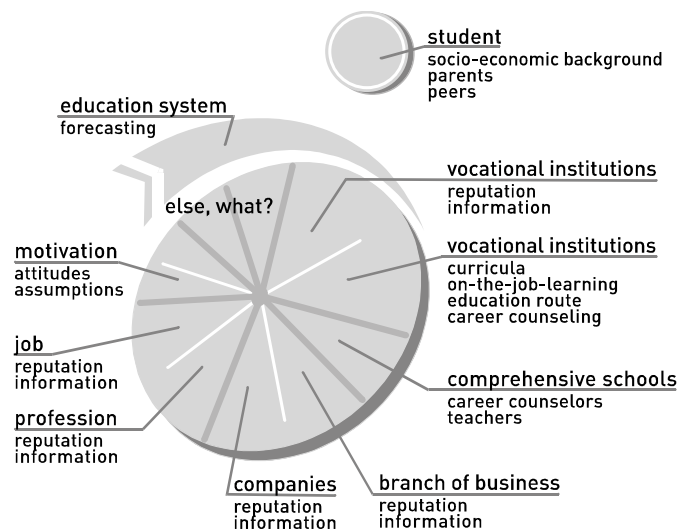 student
socio-economic background
parents
peers
education system
forecasting
vocational institutions
reputation
information
else, what?
vocational institutions
curricula
on-the-job-learning
education route
career counseling
motivation
attitudes
assumptions
job
reputation
information
comprehensive schools
career counselors
teachers
profession
reputation
information
companies
reputation
information
branch of business
reputation
information